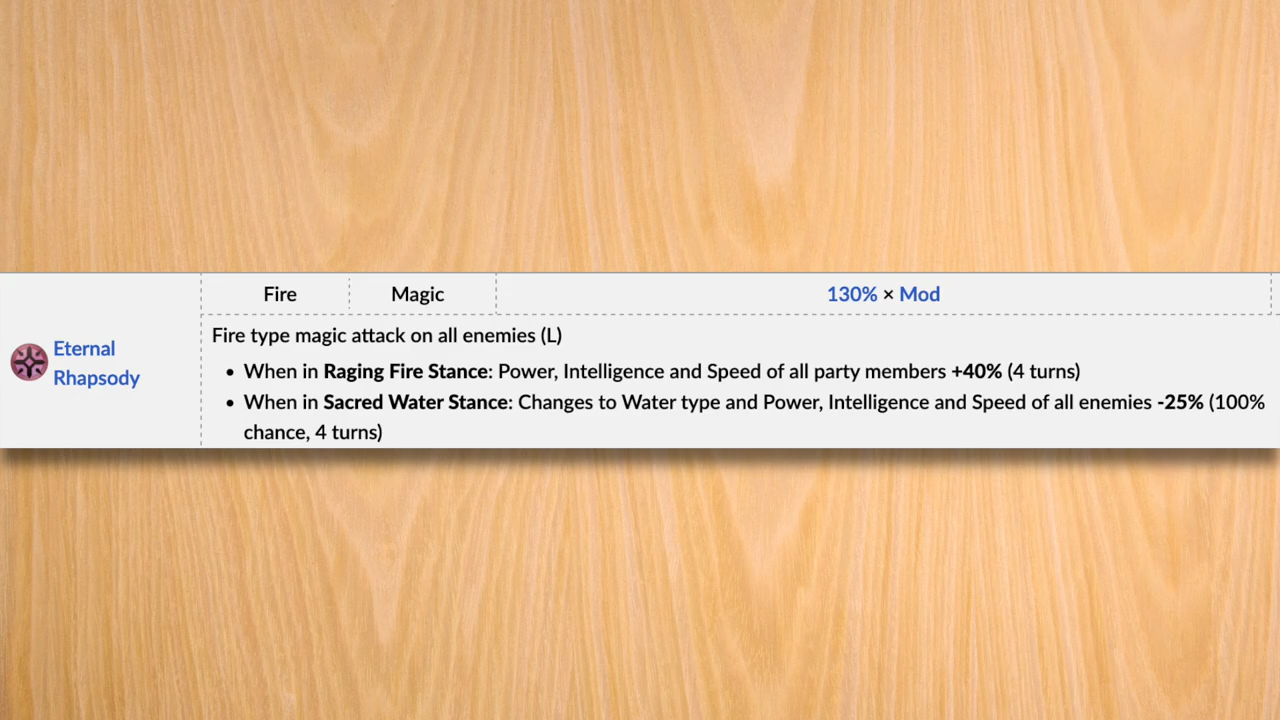 Fire
Magic
130% × Mod
Eternal
Rhapsody
Fire type magic attack on all enemies (L)
• When in Raging Fire Stance: Power, Intelligence and Speed of all party members +40% (4 turns)
• When in Sacred Water Stance: Changes to Water type and Power, Intelligence and Speed of all enemies -25% (100%
chance, 4 turns)